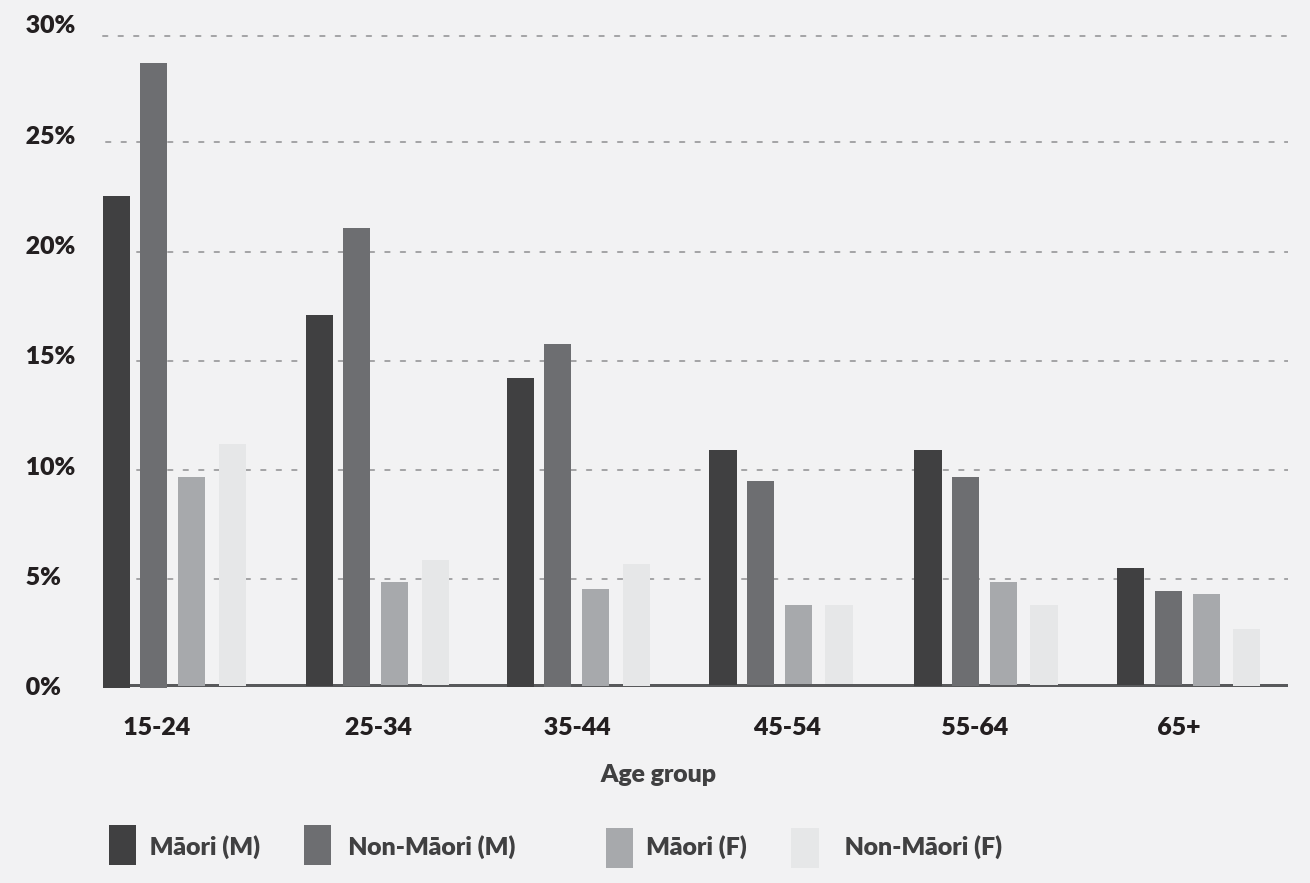 30%
25%
20%
15%
10%
5%
0%
15-24 25-34 35-44 45-54 55-64 65+
Age group
Māori (M) Non-Māori (M) Māori (F) Non-Māori (F)